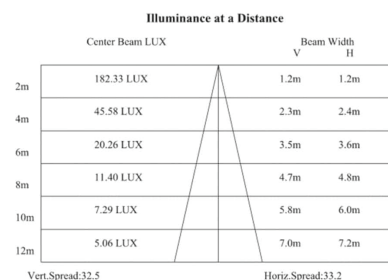 Illuminance at a Distance
Center Beam LUX Beam Width
V H
2m 182.33 LUX 1.2m 1.2m
4m 45.58 LUX 2.3m 2.4m
6m 20.26 LUX 3.5m 3.6m
8m 11.40 LUX 4.7m 4.8m
10m 7.29 LUX 5.8m 6.0m
12m 5.06 LUX 7.0m 7.2m
Vert.Spread:32.5 Horiz.Spread:33.2